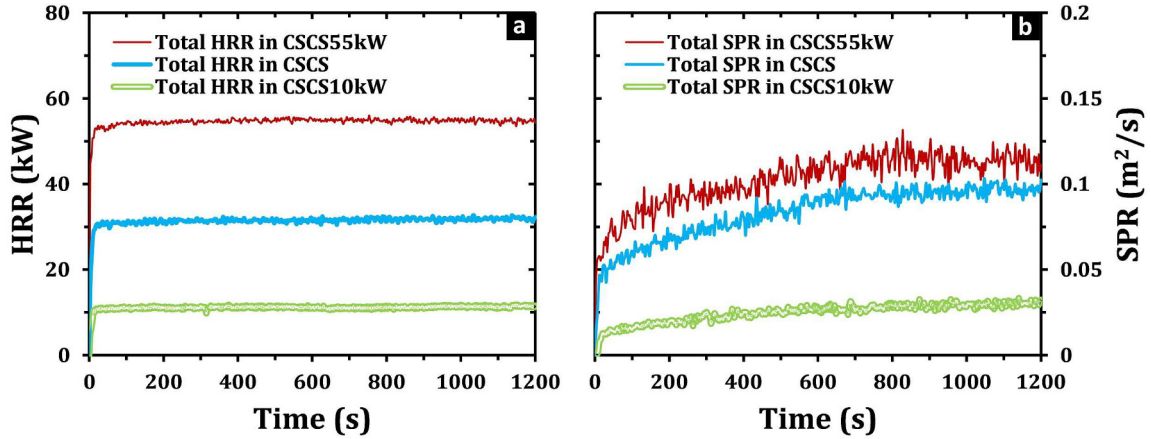 a
80
60
40
20
0
HRR (kW)
Total HRR in CSCS55kW
Total HRR in CSCS
Total HRR in CSCS10kW
0 200 400 600 800 1000 1200
Time (s)
b
Total SPR in CSCS55kW
Total SPR in CSCS
Total SPR in CSCS10kW
0.2
0.15
0.1
0.05
0
SPR (m²/s)
0 200 400 600 800 1000 1200
Time (s)